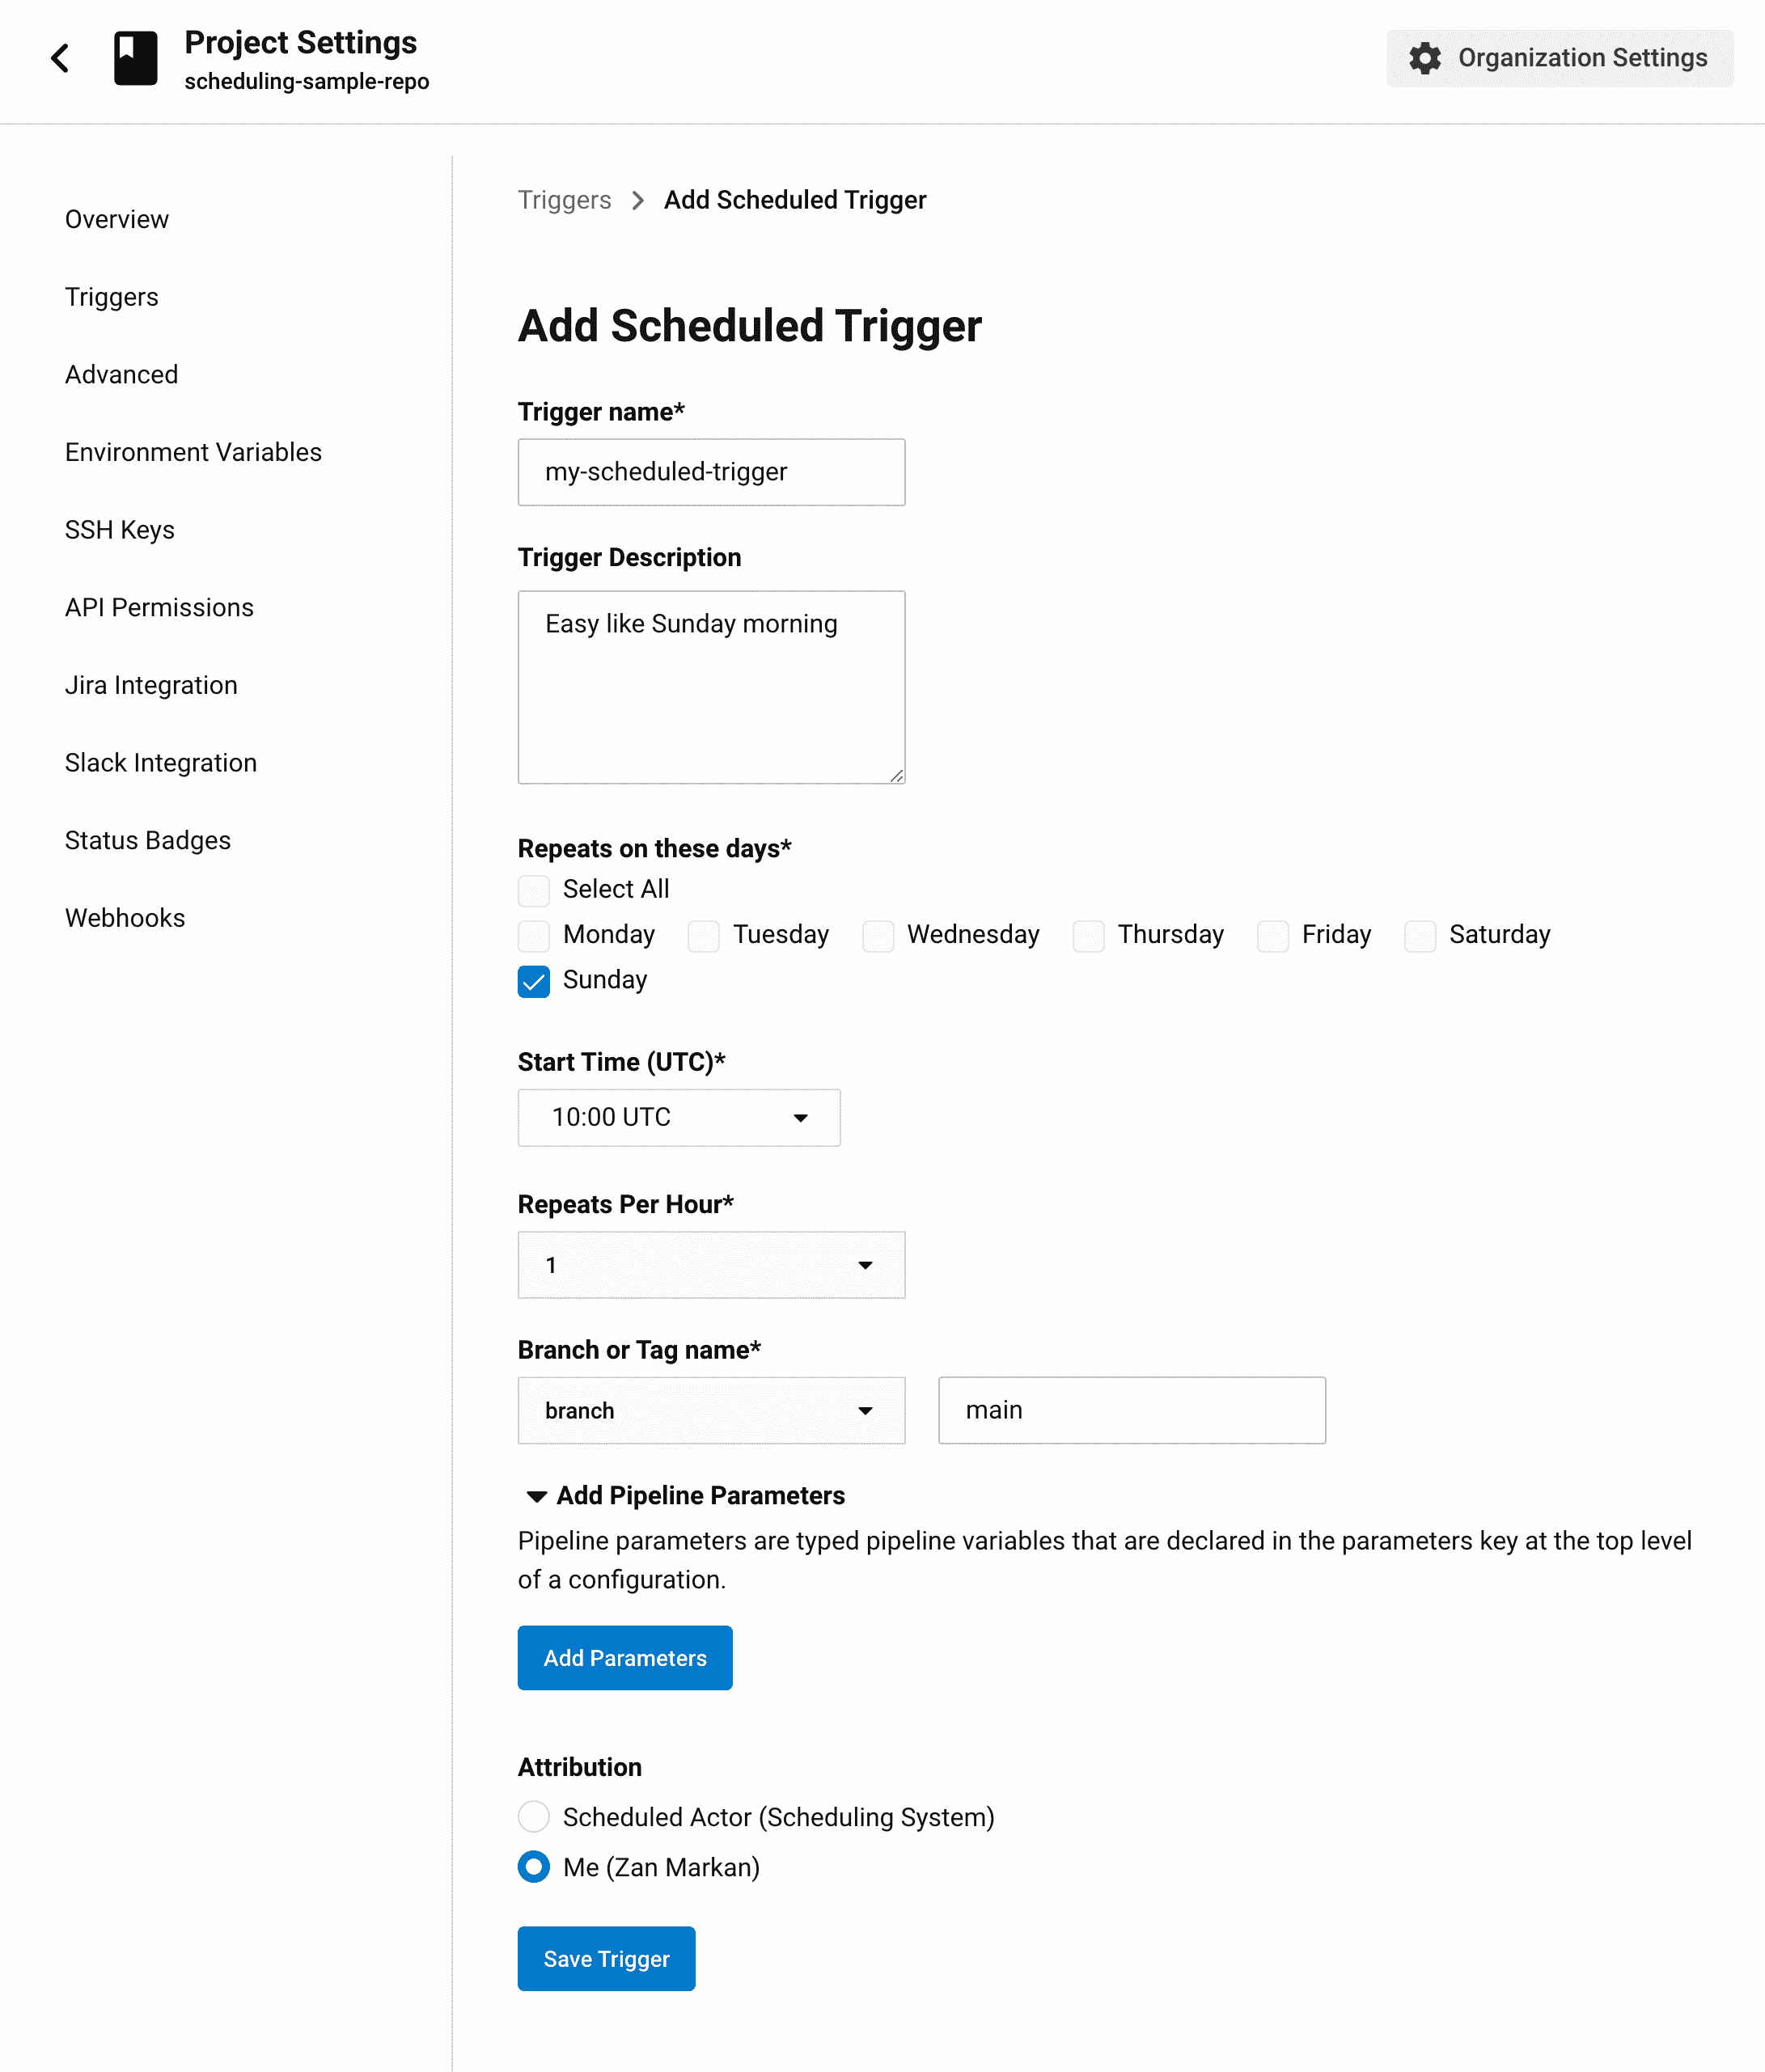 Project Settings
scheduling-sample-repo
Organization Settings
Overview
Triggers
Advanced
Environment Variables
SSH Keys
API Permissions
Jira Integration
Slack Integration
Status Badges
Webhooks
Triggers > Add Scheduled Trigger
Add Scheduled Trigger
Trigger name*
my-scheduled-trigger
Trigger Description
Easy like Sunday morning
Repeats on these days*
Select All
Monday Tuesday Wednesday Thursday Friday Saturday
Sunday
Start Time (UTC)*
10:00 UTC
Repeats Per Hour*
1
Branch or Tag name*
branch main
Add Pipeline Parameters
Pipeline parameters are typed pipeline variables that are declared in the parameters key at the top level
of a configuration.
Add Parameters
Attribution
Scheduled Actor (Scheduling System)
Me (Zan Markan)
Save Trigger